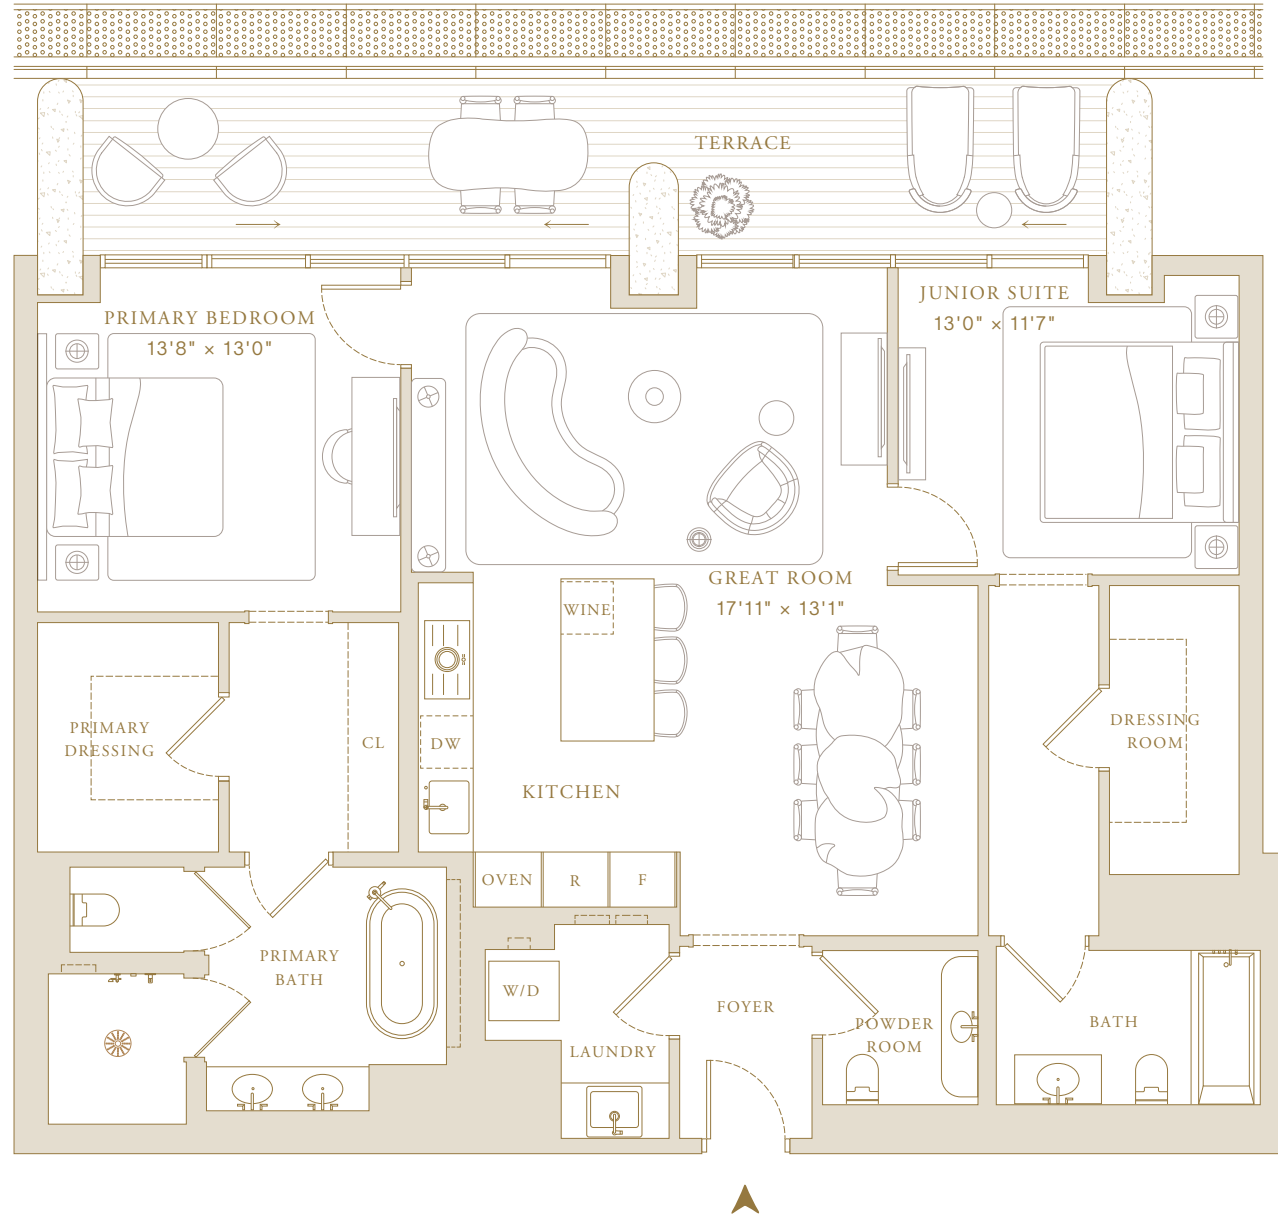 TERRACE
PRIMARY BEDROOM
13'8" × 13'0"
JUNIOR SUITE
13'0" × 11'7"
GREAT ROOM
17'11" × 13'1"
WINE
PRIMARY
DRESSING
CL
DW
KITCHEN
DRESSING
ROOM
OVEN
R
F
PRIMARY
BATH
W/D
LAUNDRY
FOYER
POWDER
ROOM
BATH